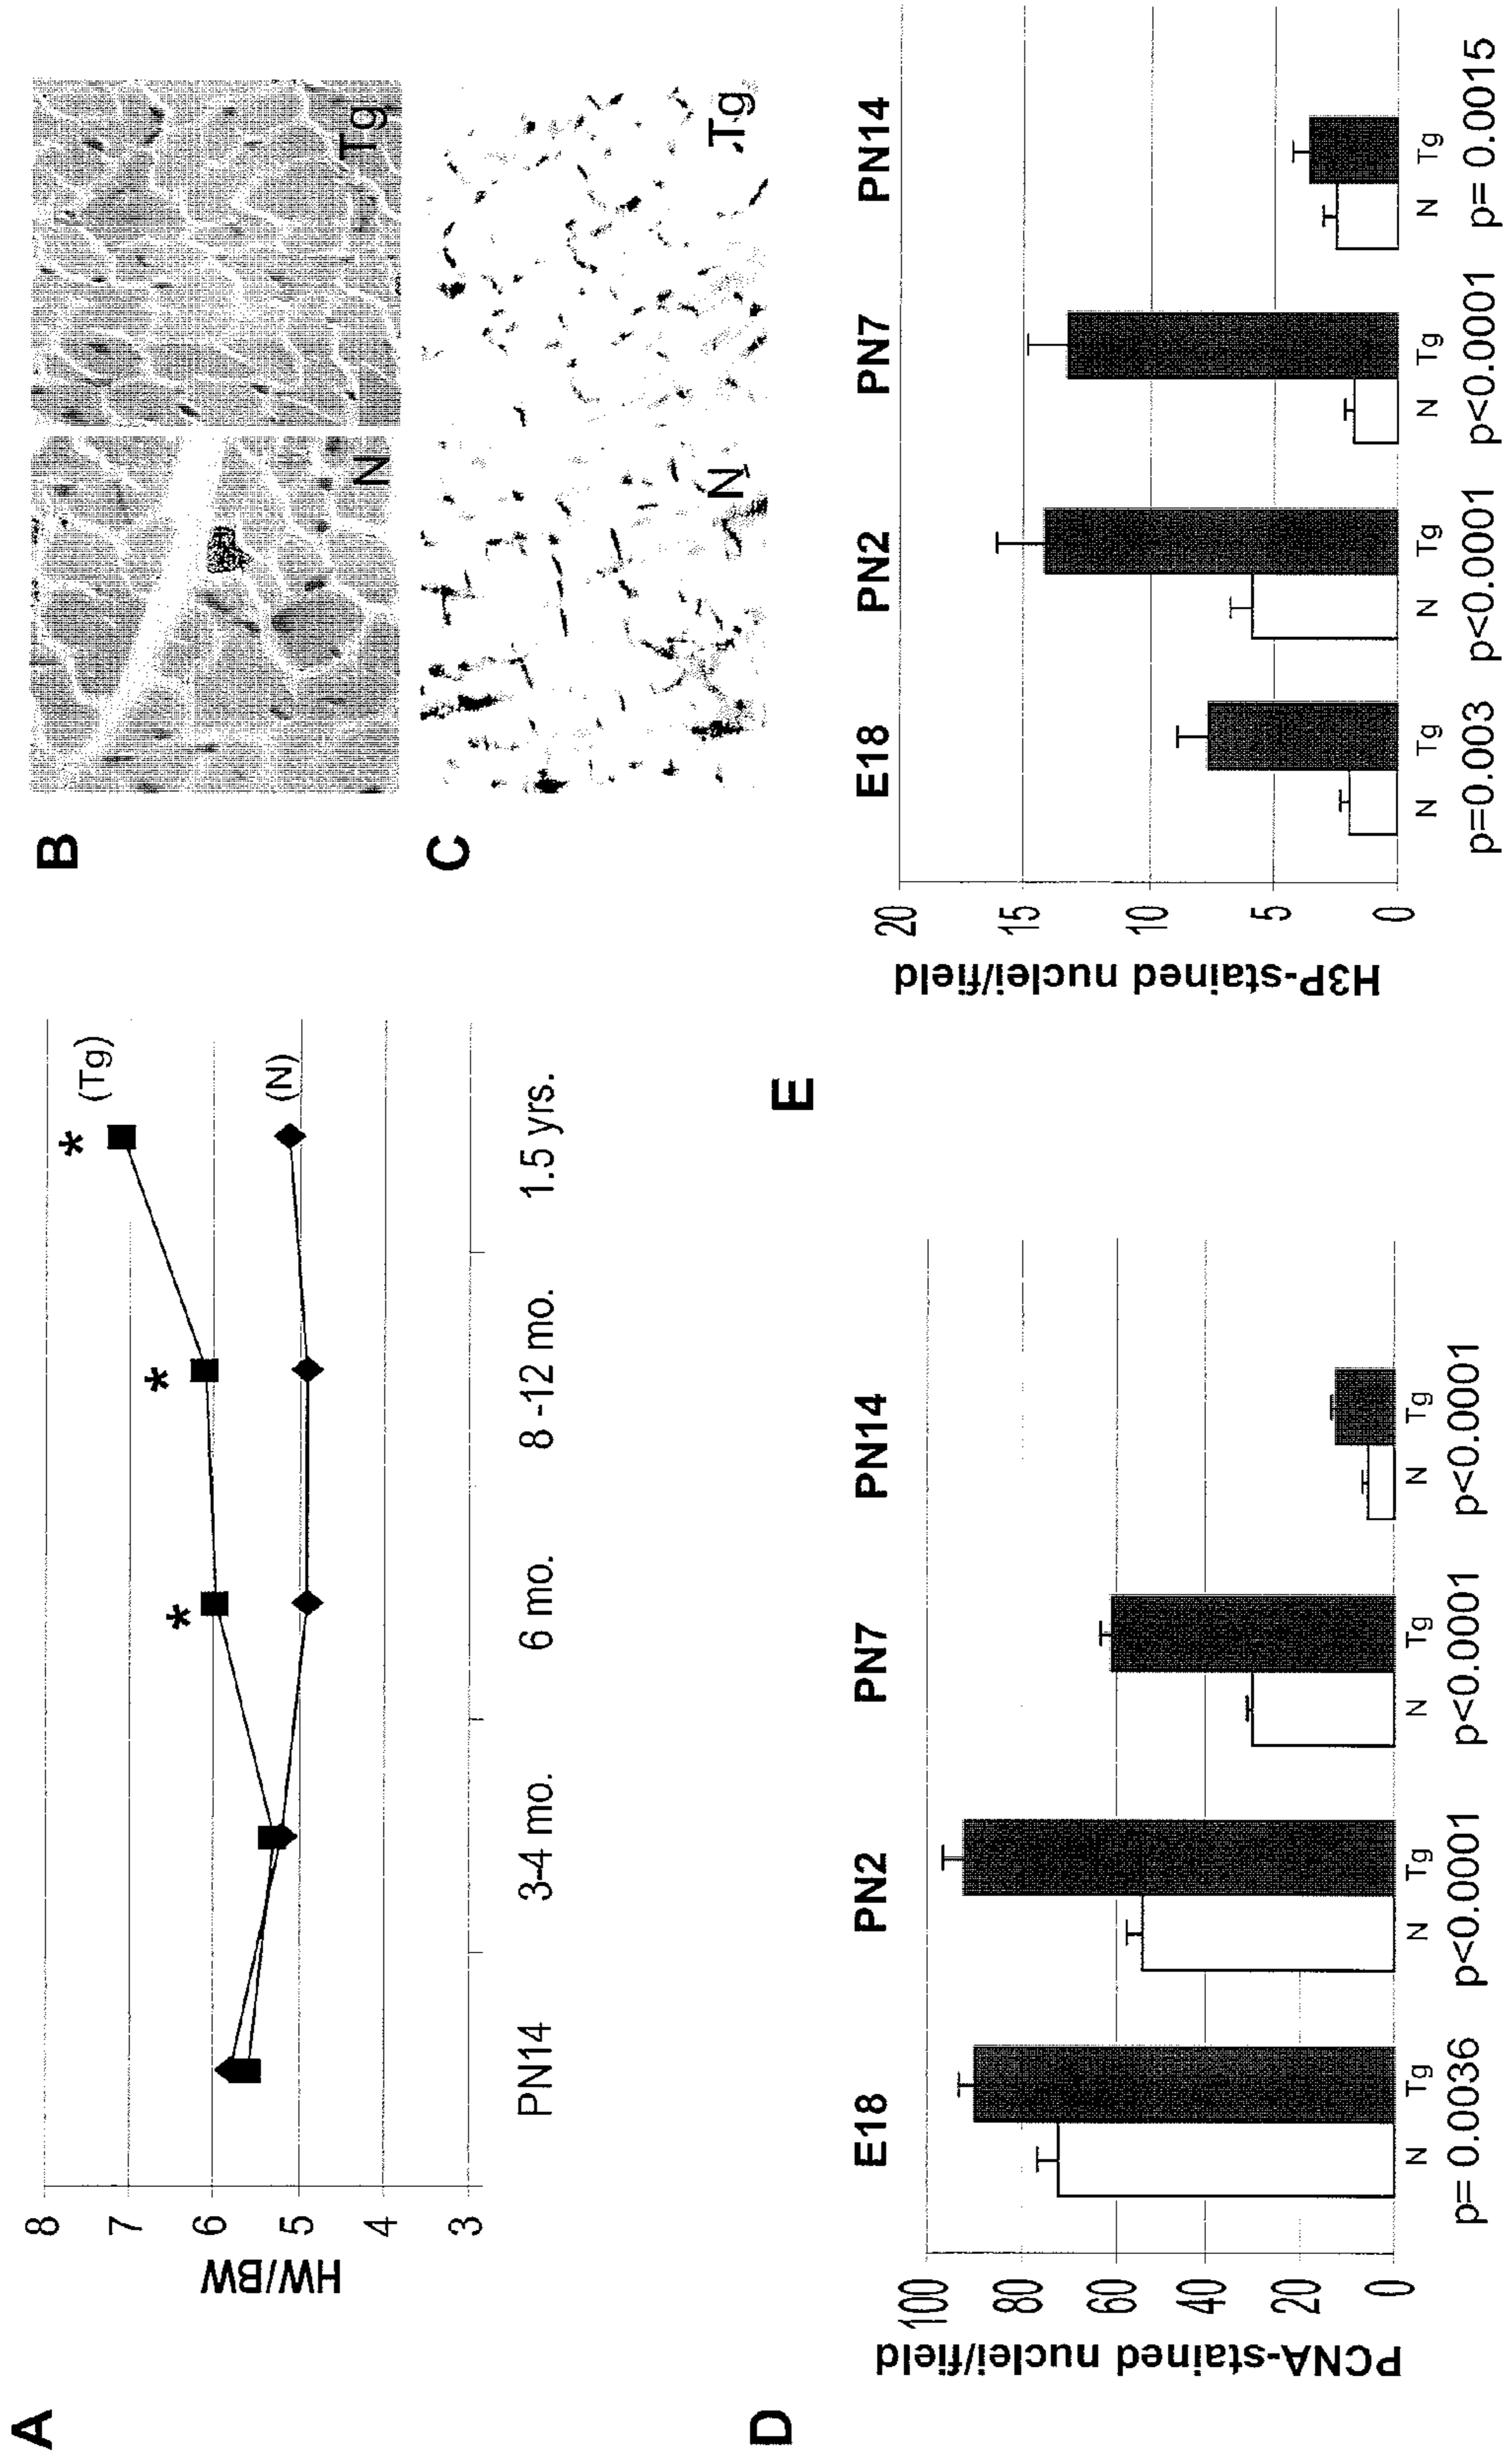 A
8
7
6
5
4
3
HW/BW
* * *
(Tg)
(N)
PN14 3-4 mo. 6 mo. 8 -12 mo. 1.5 yrs.
B
N Tg
C
N Tg
D
PCNA-stained nuclei/field
100
80
60
40
20
0
E18 PN2 PN7 PN14
N Tg N Tg N Tg N Tg
p= 0.0036 p<0.0001 p<0.0001 p<0.0001
E
H3P-stained nuclei/field
20
15
10
5
0
E18 PN2 PN7 PN14
N Tg N Tg N Tg N Tg
p=0.003 p<0.0001 p<0.0001 p= 0.0015